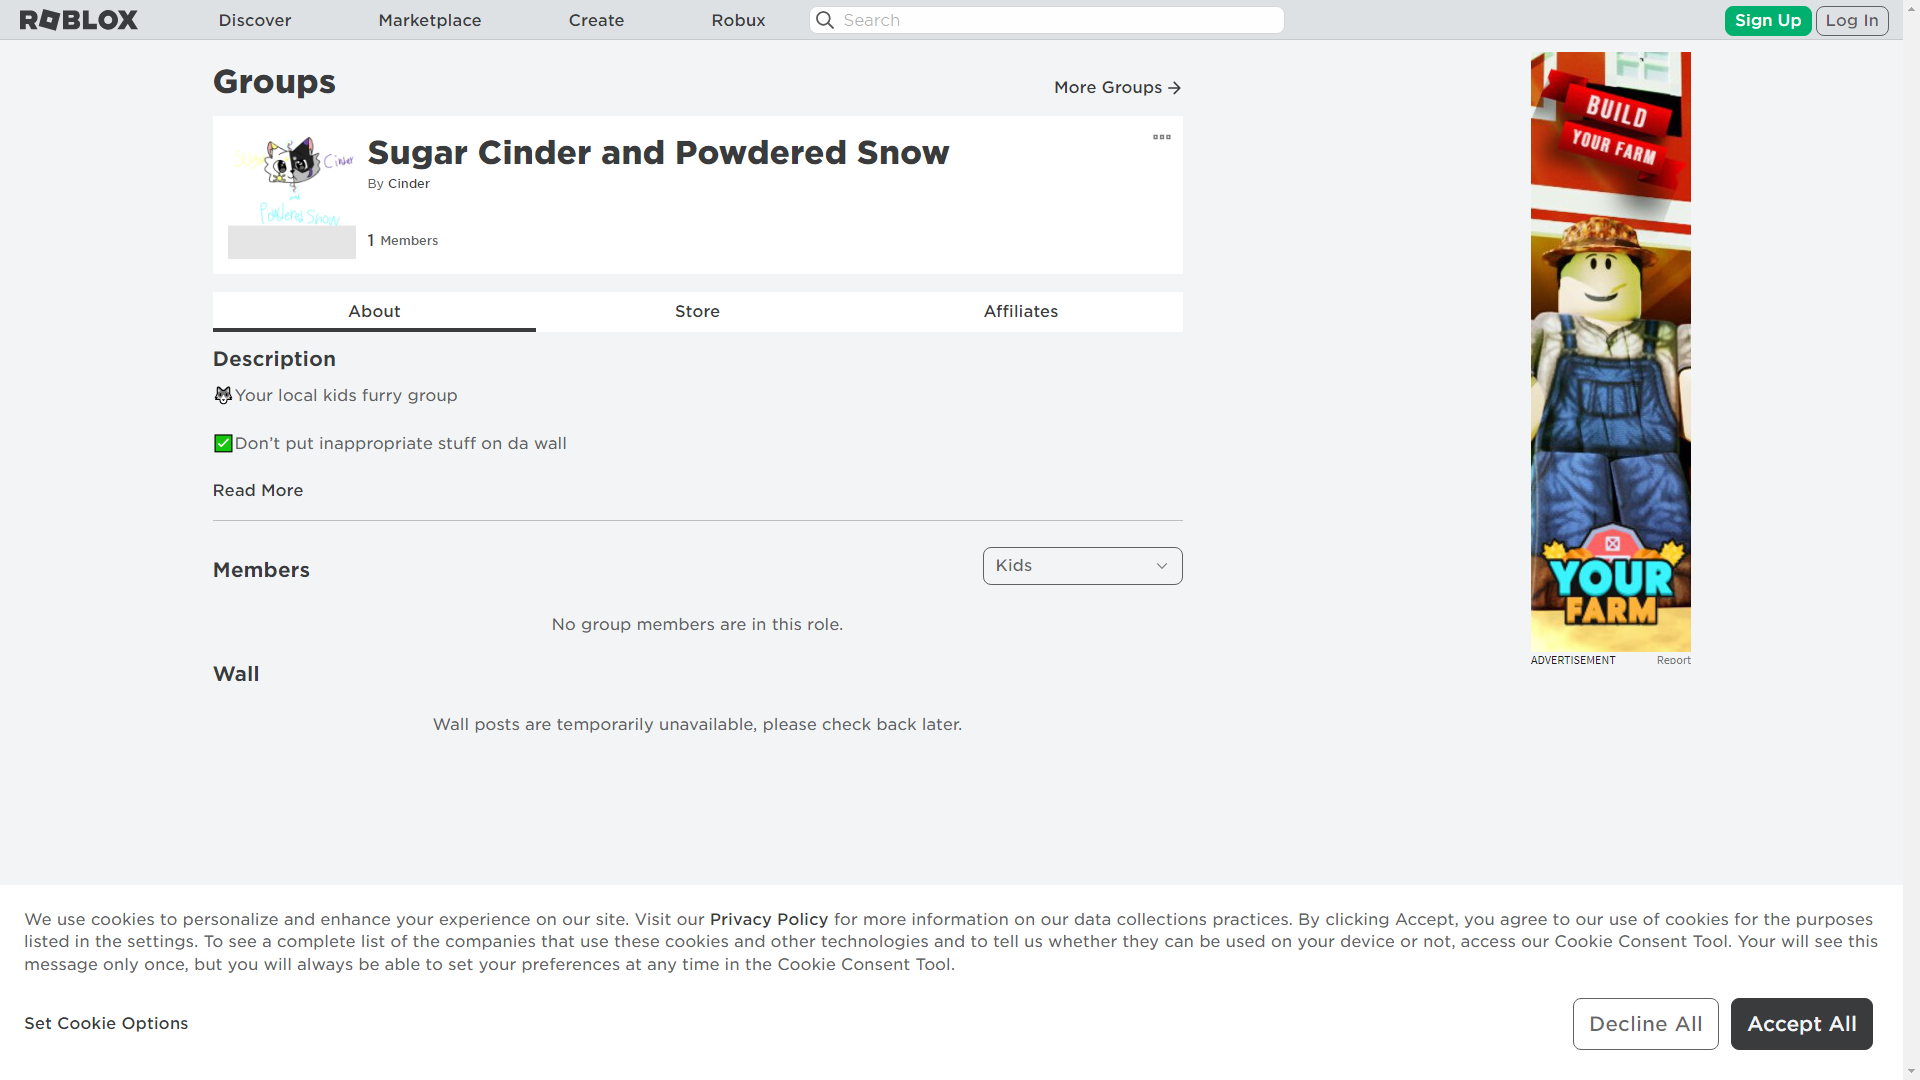 ROBLOX
Discover
Marketplace
Create
Robux
Search
Sign Up
Log In
Groups
More Groups
Sugar Cinder and Powdered Snow
By Cinder
Cinder
Powdered Snow
1 Members
About
Store
Affiliates
Description
Your local kids furry group
Don't put inappropriate stuff on da wall
Read More
Members
Kids
No group members are in this role.
Wall
Wall posts are temporarily unavailable, please check back later.
BUILD
YOUR FARM
YOUR
FARM
ADVERTISEMENT
Report
We use cookies to personalize and enhance your experience on our site. Visit our Privacy Policy for more information on our data collections practices. By clicking Accept, you agree to our use of cookies for the purposes
listed in the settings. To see a complete list of the companies that use these cookies and other technologies and to tell us whether they can be used on your device or not, access our Cookie Consent Tool. Your will see this
message only once, but you will always be able to set your preferences at any time in the Cookie Consent Tool.
Set Cookie Options
Decline All
Accept All